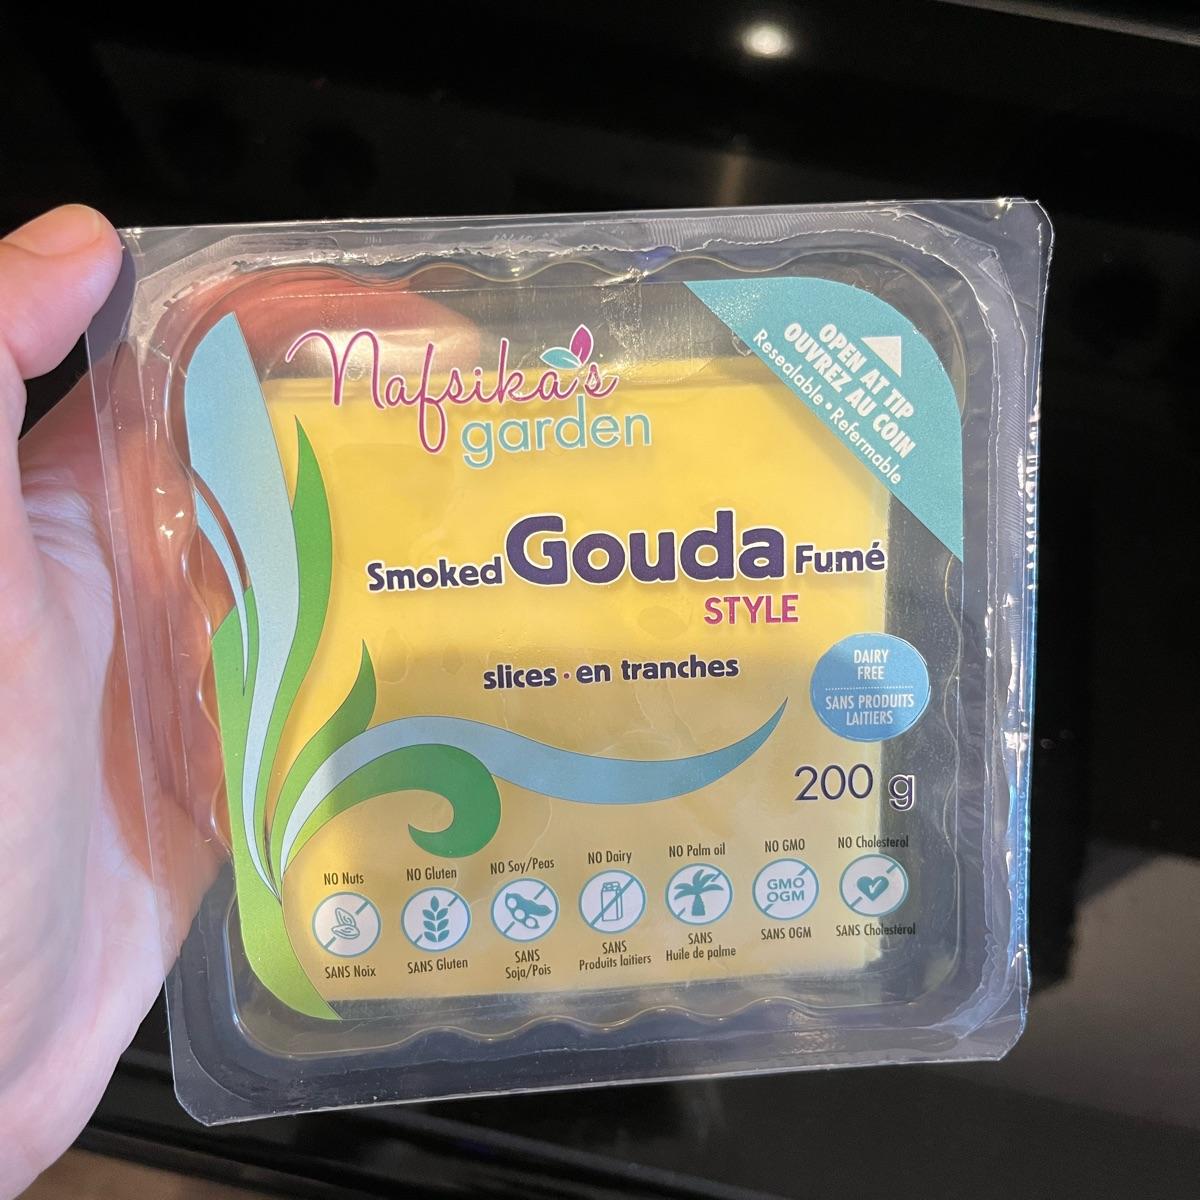 Nafsika's
garden
OPEN AT TIP
OUVREZ AU COIN
Resealable • Refermable
Smoked Gouda Fumé
STYLE
slices • en tranches
DAIRY
FREE
SANS PRODUITS
LAITIERS
200 g
NO Nuts
SANS Noix
NO Gluten
SANS Gluten
NO Soy/Peas
SANS
Soja/Pois
NO Dairy
SANS
Produits laitiers
NO Palm oil
SANS
Huile de palme
NO GMO
GMO
OGM
SANS OGM
NO Cholesterol
SANS Cholestérol